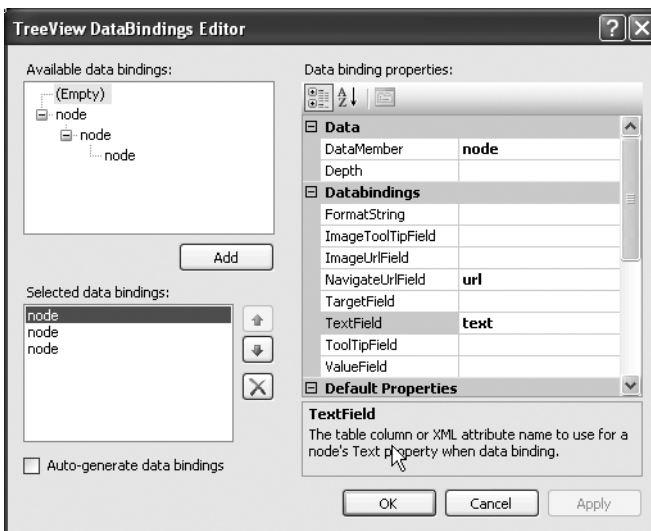 TreeView DataBindings Editor
Available data bindings:
(Empty)
node
node
node
Add
Selected data bindings:
node
node
node
Auto-generate data bindings
Data binding properties:
Data
DataMember node
Depth
Databindings
FormatString
ImageToolTipField
ImageUrlField
NavigateUrlField url
TargetField
TextField text
ToolTipField
ValueField
Default Properties
TextField
The table column or XML attribute name to use for a
node's Text property when data binding.
OK Cancel Apply